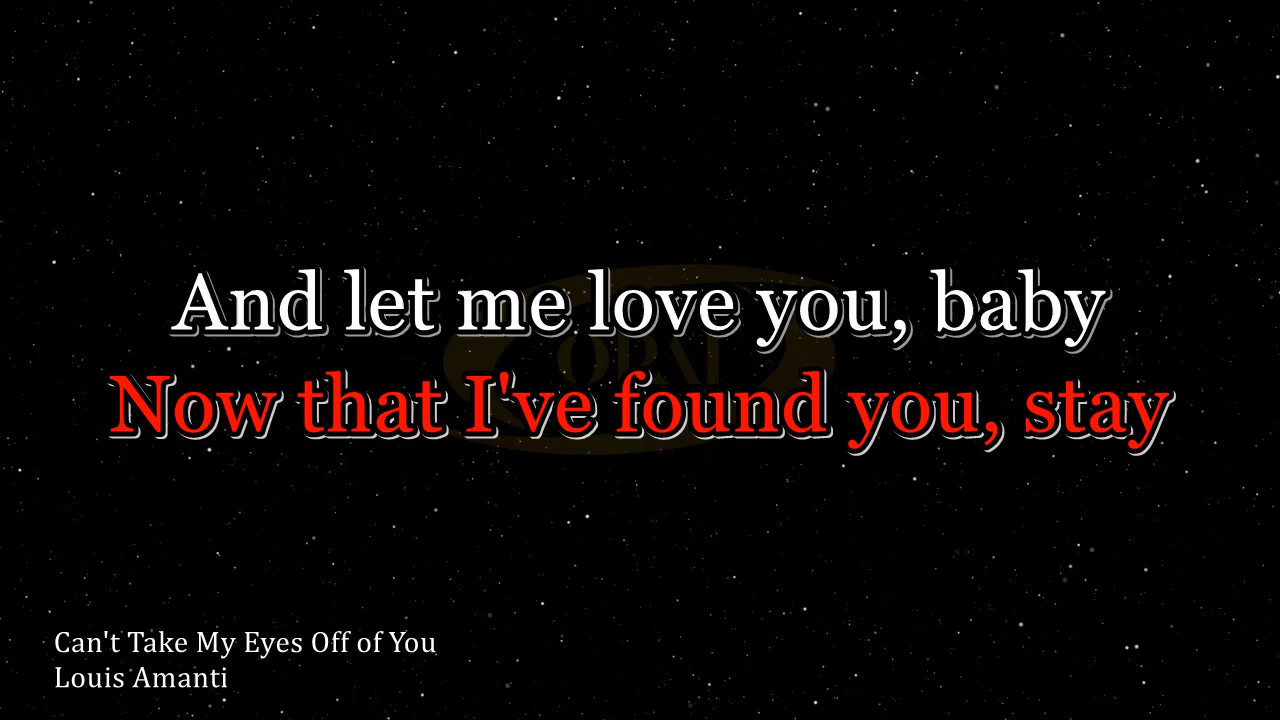 And let me love you, baby
Now that I've found you, stay
Can't Take My Eyes Off of You
Louis Amanti